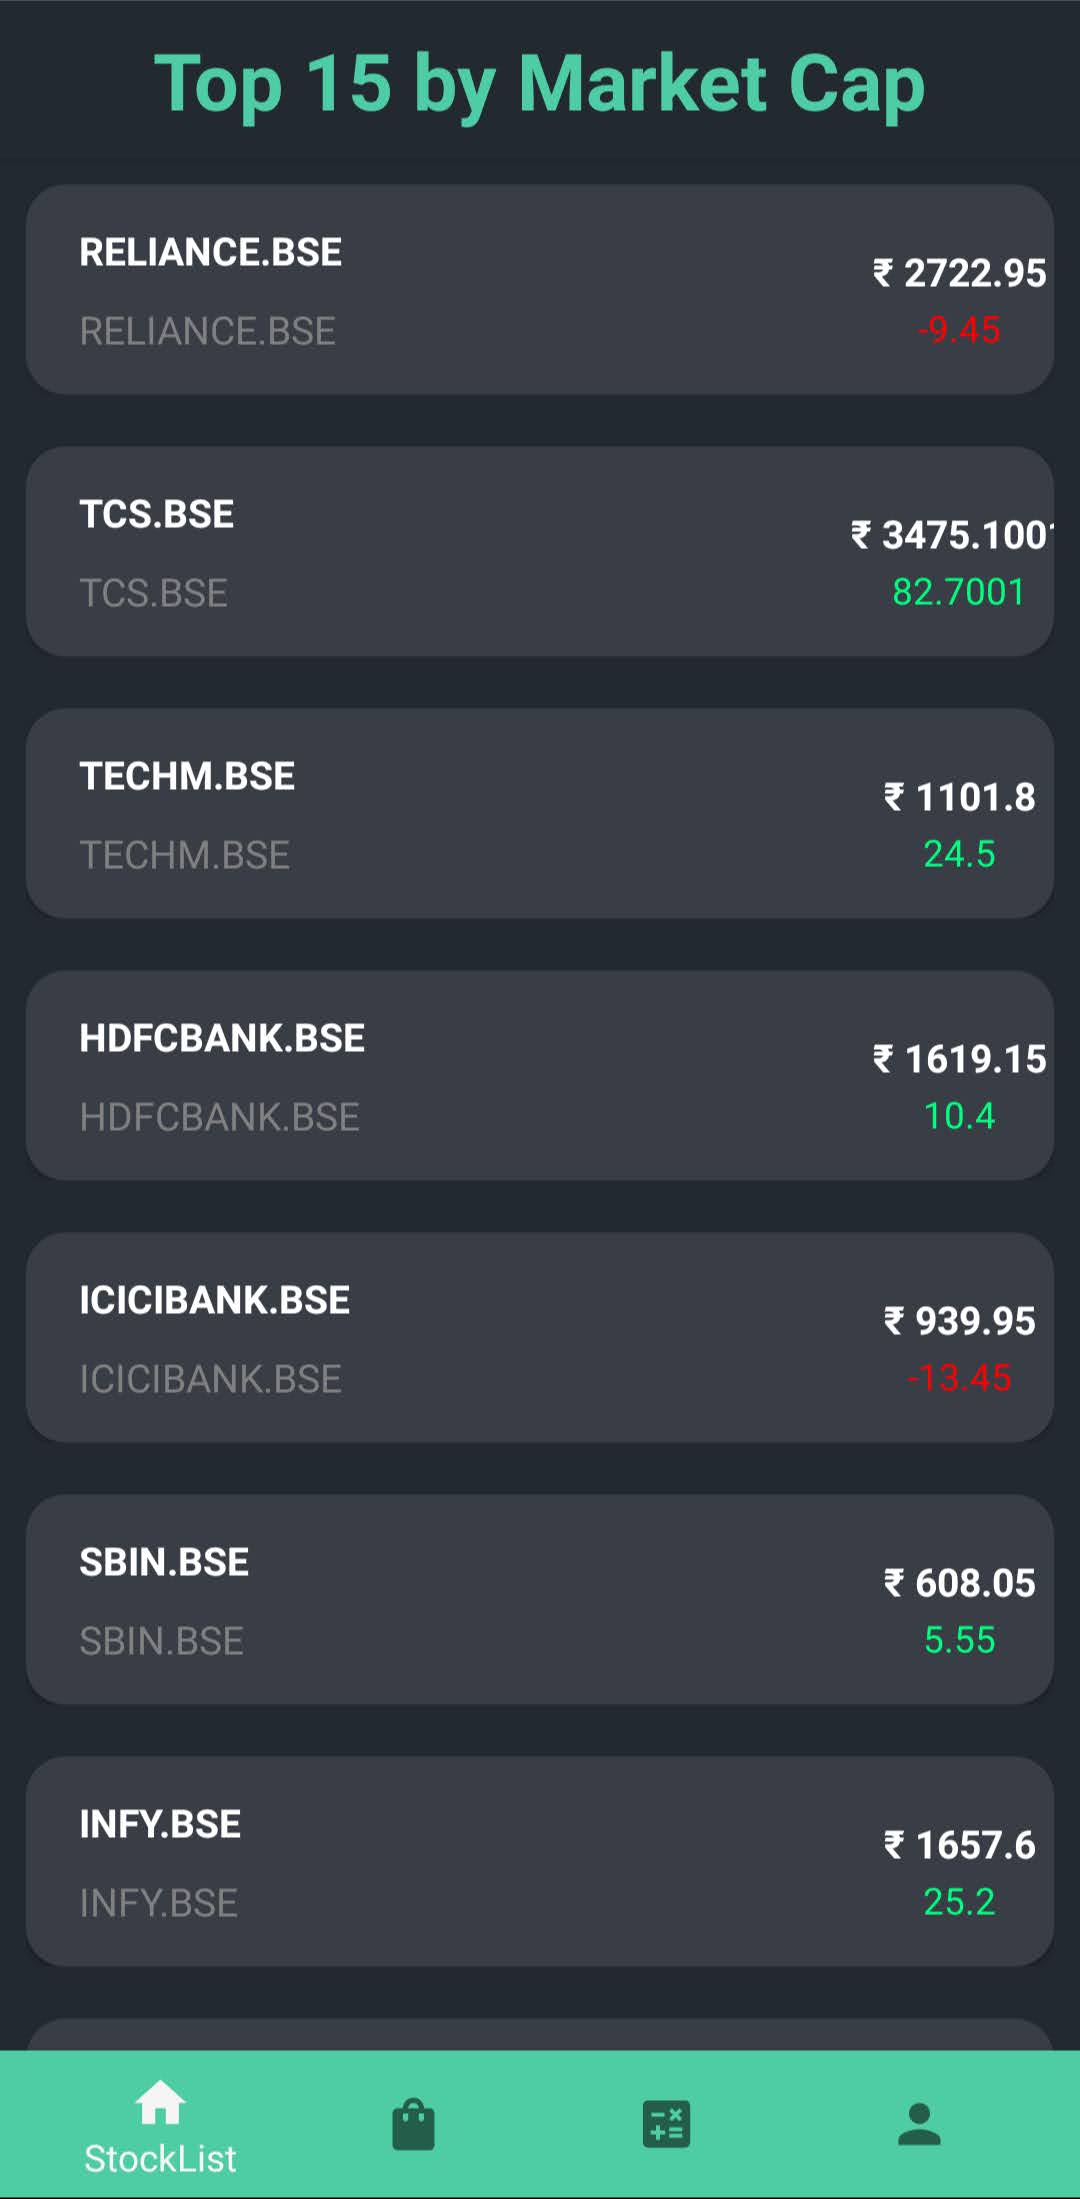 Top 15 by Market Cap
RELIANCE.BSE
₹ 2722.95
RELIANCE.BSE
-9.45
TCS.BSE
₹ 3475.1001
TCS.BSE
82.7001
TECHM.BSE
₹ 1101.8
TECHM.BSE
24.5
HDFCBANK.BSE
₹ 1619.15
HDFCBANK.BSE
10.4
ICICIBANK.BSE
₹ 939.95
ICICIBANK.BSE
-13.45
SBIN.BSE
₹ 608.05
SBIN.BSE
5.55
INFY.BSE
₹ 1657.6
INFY.BSE
25.2
StockList